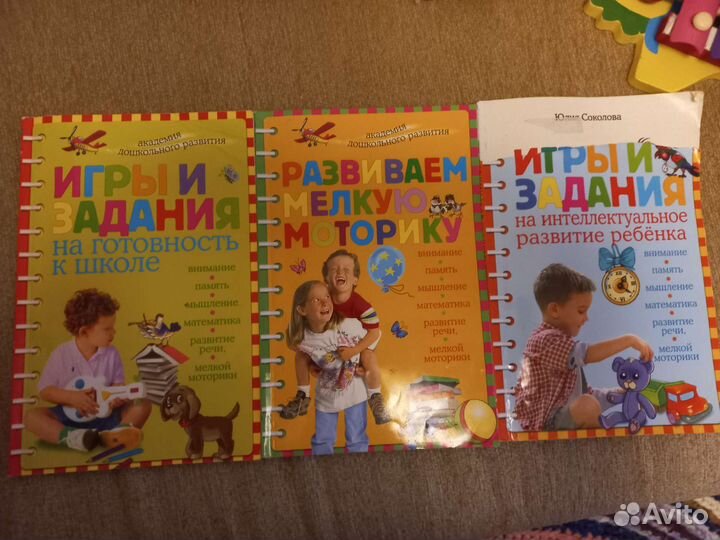 академия
дошкольного развития
ИГРЫ И
ЗАДАНИЯ
на готовность
к школе
внимание
память
мышление
математика
развитие
речи,
мелкой
моторики
академия
дошкольного развития
РАЗВИВАЕМ
МЕЛКУЮ
МОТОРИКУ
внимание
память
мышление
математика
развитие
речи,
мелкой
моторики
Юлия Соколова
ИГРЫ И
ЗАДАНИЯ
на интеллектуальное
развитие ребёнка
внимание
память
мышление
математика
развитие
речи,
мелкой
моторики
Avito